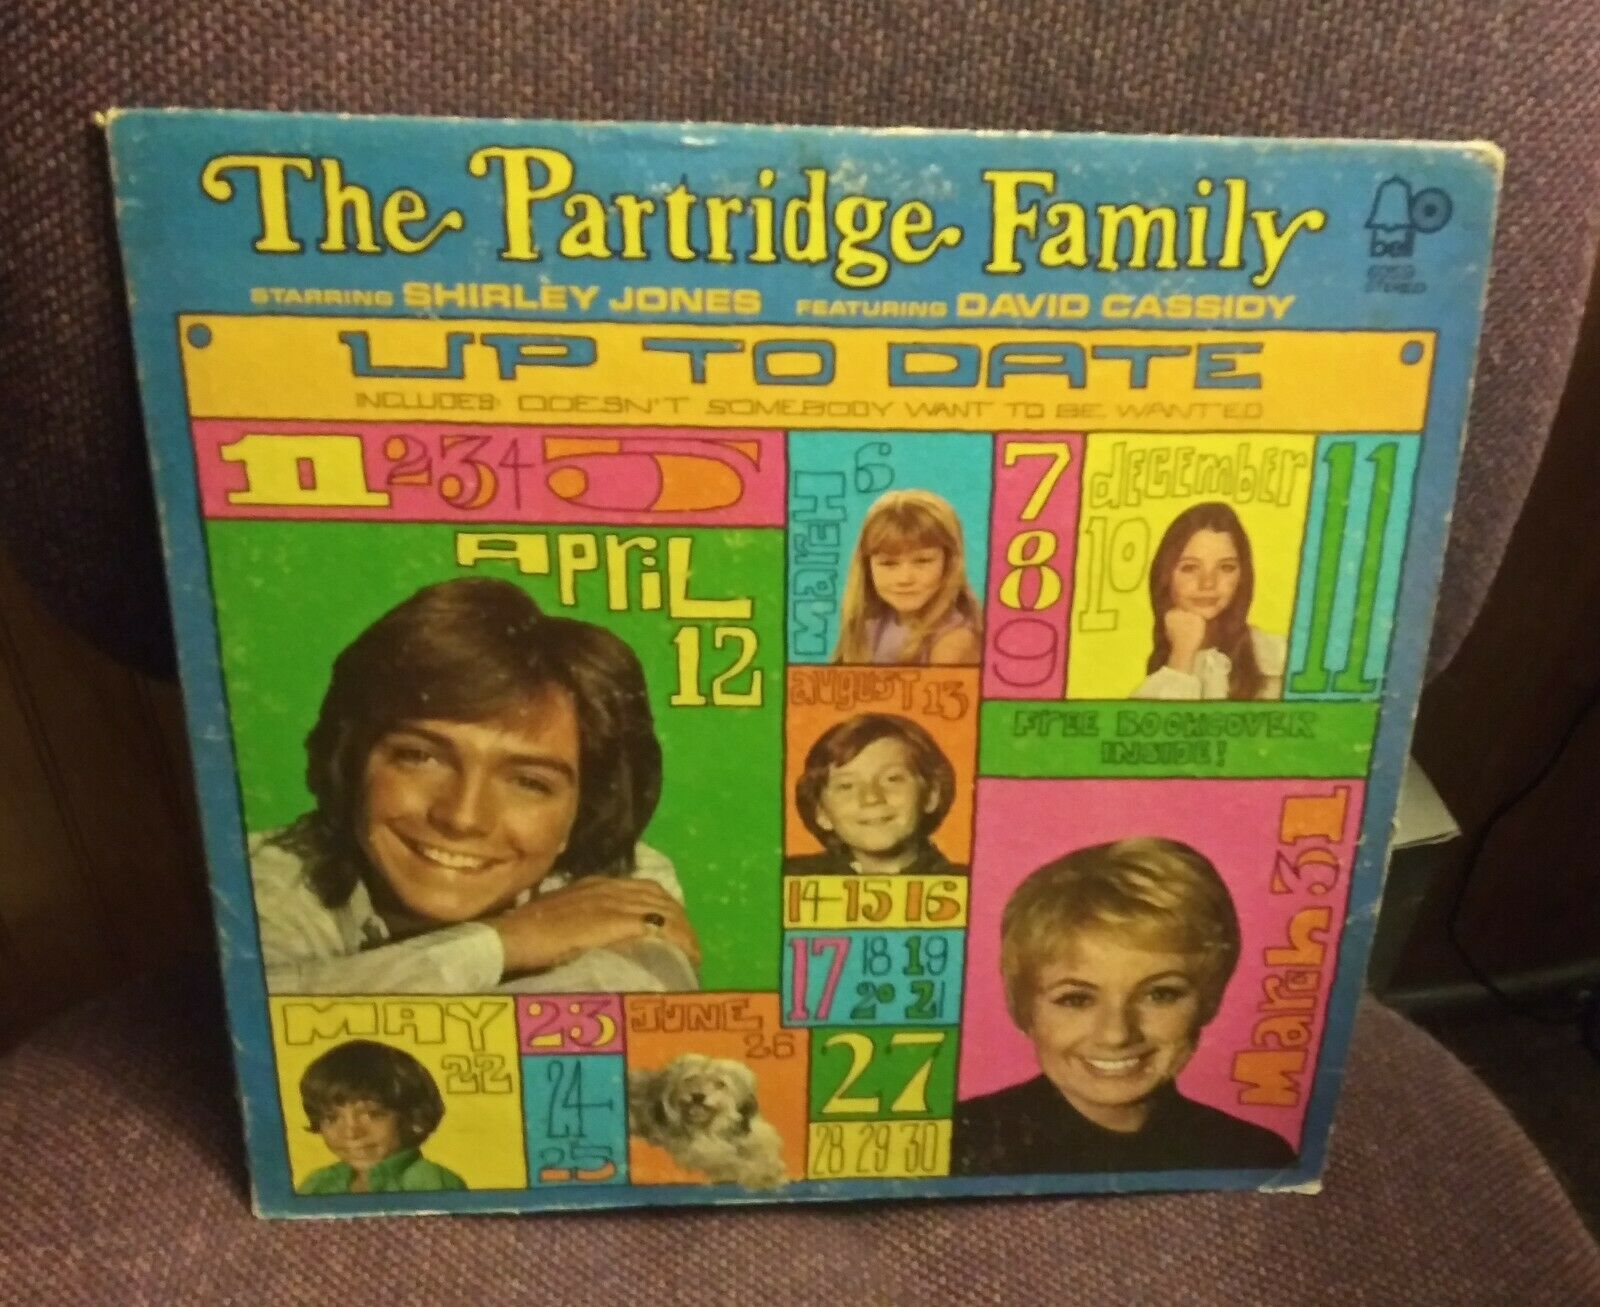 The Partridge Family
bell
STEREO
STARRING SHIRLEY JONES FEATURING DAVID CASSIDY
UP TO DATE
INCLUDES DOESN'T SOMEBODY WANT TO BE WANTED
1 2 3 4 5
March 6
7
8
9
december 10
11
April 12
August 13
FREE BOOKCOVER
INSIDE!
14 15 16
17 18 19
20 21
MAY 22
23
24
25
JUNE 26
27
28 29 30
March 31